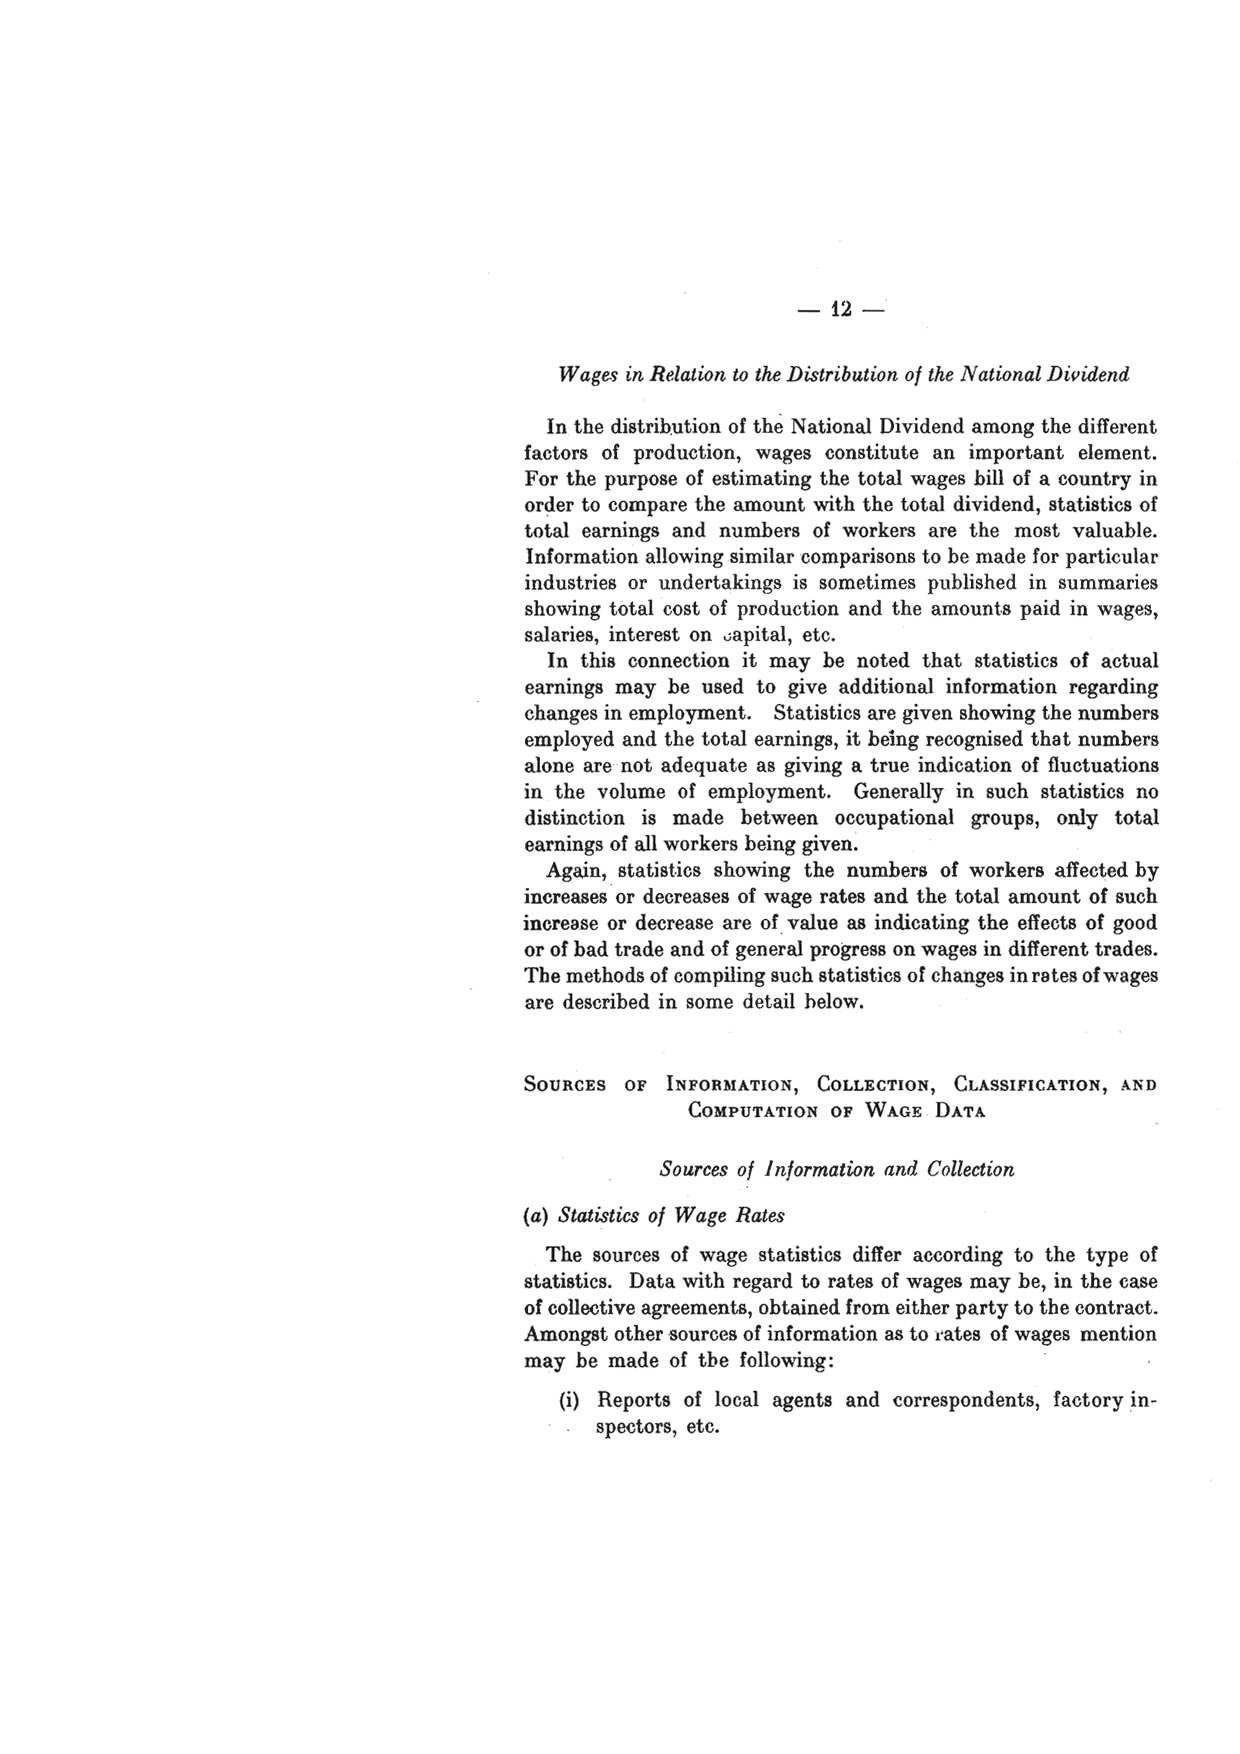 — 12 —
Wages in Relation to the Distribution of the National Dividend
In the distribution of the National Dividend among the different
factors of production, wages constitute an important element.
For the purpose of estimating the total wages bill of a country in
order to compare the amount with the total dividend, statistics of
total earnings and numbers of workers are the most valuable.
Information allowing similar comparisons to be made for particular
industries or undertakings is sometimes published in summaries
showing total cost of production and the amounts paid in wages,
salaries, interest on capital, etc.
In this connection it may be noted that statistics of actual
earnings may be used to give additional information regarding
changes in employment. Statistics are given showing the numbers
employed and the total earnings, it being recognised that numbers
alone are not adequate as giving a true indication of fluctuations
in the volume of employment. Generally in such statistics no
distinction is made between occupational groups, only total
earnings of all workers being given.
Again, statistics showing the numbers of workers affected by
increases or decreases of wage rates and the total amount of such
increase or decrease are of value as indicating the effects of good
or of bad trade and of general progress on wages in different trades.
The methods of compiling such statistics of changes in rates of wages
are described in some detail below.
SOURCES OF INFORMATION, COLLECTION, CLASSIFICATION, AND
COMPUTATION OF WAGE DATA
Sources of Information and Collection
(a) Statistics of Wage Rates
The sources of wage statistics differ according to the type of
statistics. Data with regard to rates of wages may be, in the case
of collective agreements, obtained from either party to the contract.
Amongst other sources of information as to rates of wages mention
may be made of the following:
(i) Reports of local agents and correspondents, factory in-
spectors, etc.